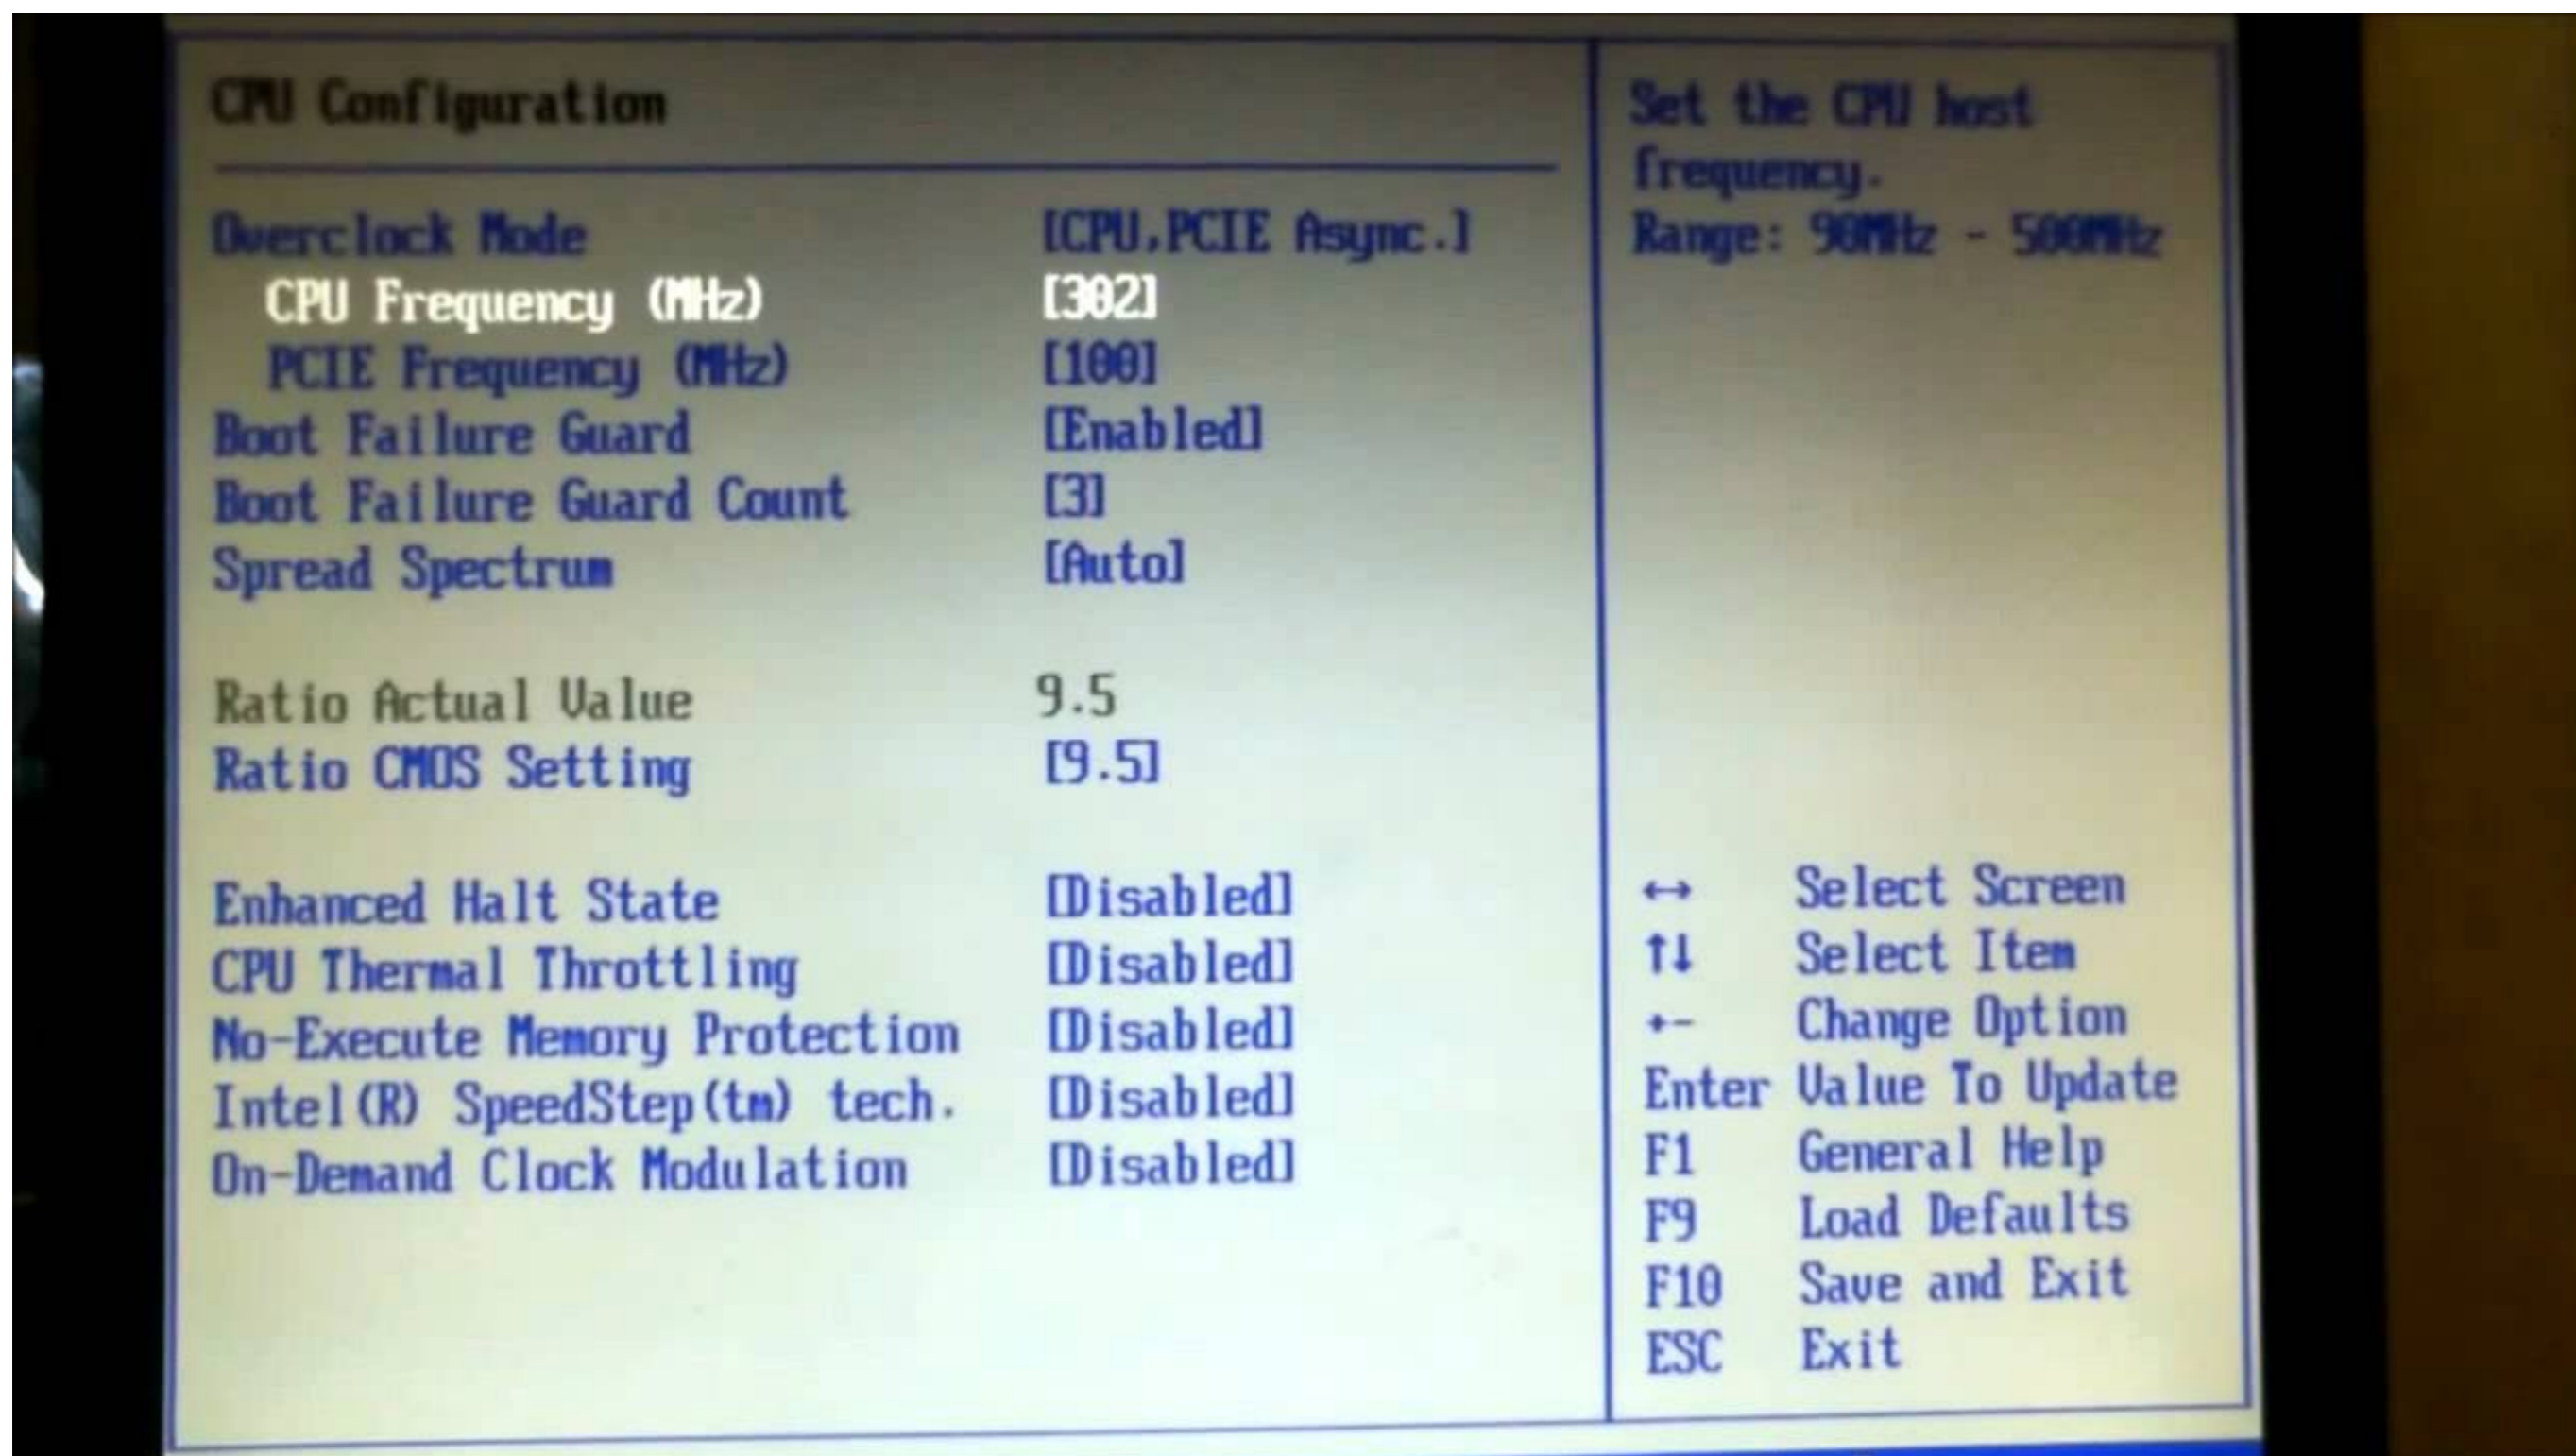 CPU Configuration
Overclock Mode [CPU,PCIE Async.]
CPU Frequency (MHz) [302]
PCIE Frequency (MHz) [100]
Boot Failure Guard [Enabled]
Boot Failure Guard Count [3]
Spread Spectrum [Auto]
Ratio Actual Value 9.5
Ratio CMOS Setting [9.5]
Enhanced Halt State [Disabled]
CPU Thermal Throttling [Disabled]
No-Execute Memory Protection [Disabled]
Intel(R) SpeedStep(tm) tech. [Disabled]
On-Demand Clock Modulation [Disabled]
Set the CPU host
frequency.
Range: 90MHz - 500MHz
↔ Select Screen
↑↓ Select Item
+- Change Option
Enter Value To Update
F1 General Help
F9 Load Defaults
F10 Save and Exit
ESC Exit